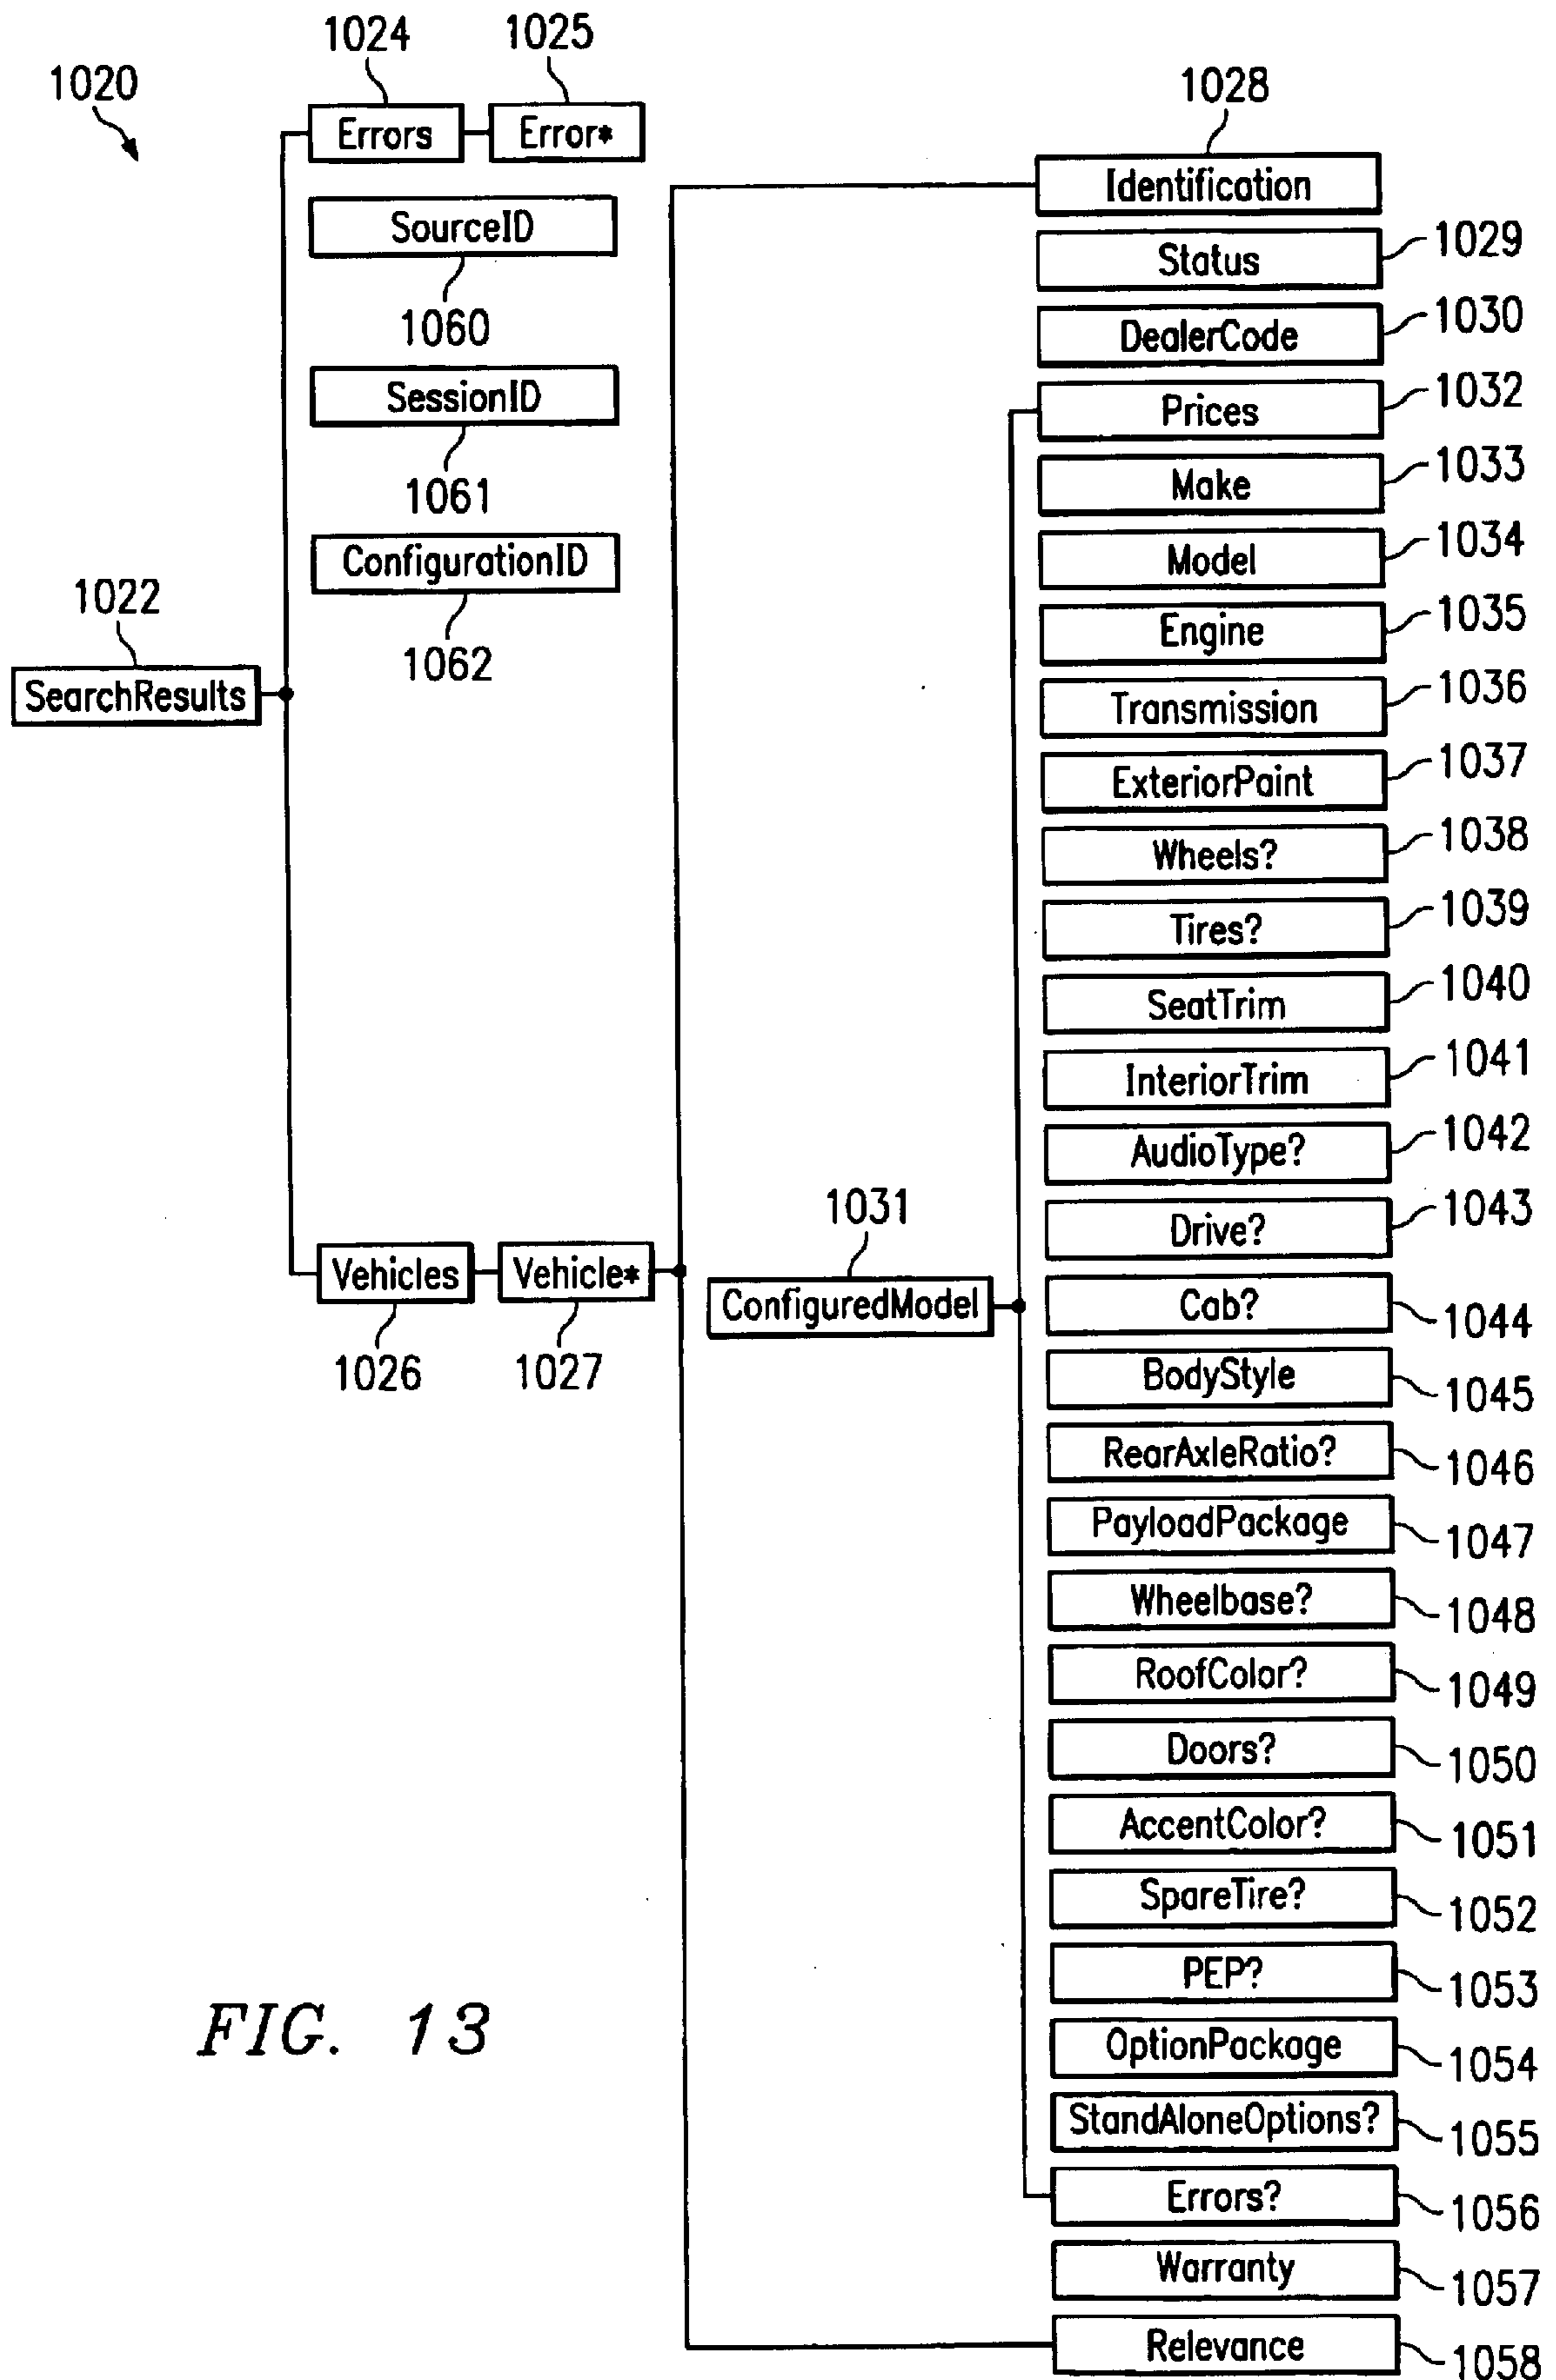 1020
1024
1025
Errors
Error*
SourceID
1060
SessionID
1061
ConfigurationID
1062
1022
SearchResults
Vehicles
Vehicle*
1026
1027
1031
ConfiguredModel
1028
Identification
Status
1029
DealerCode
1030
Prices
1032
Make
1033
Model
1034
Engine
1035
Transmission
1036
ExteriorPaint
1037
Wheels?
1038
Tires?
1039
SeatTrim
1040
InteriorTrim
1041
AudioType?
1042
Drive?
1043
Cab?
1044
BodyStyle
1045
RearAxleRatio?
1046
PayloadPackage
1047
Wheelbase?
1048
RoofColor?
1049
Doors?
1050
AccentColor?
1051
SpareTire?
1052
PEP?
1053
OptionPackage
1054
StandAloneOptions?
1055
Errors?
1056
Warranty
1057
Relevance
1058
FIG. 13